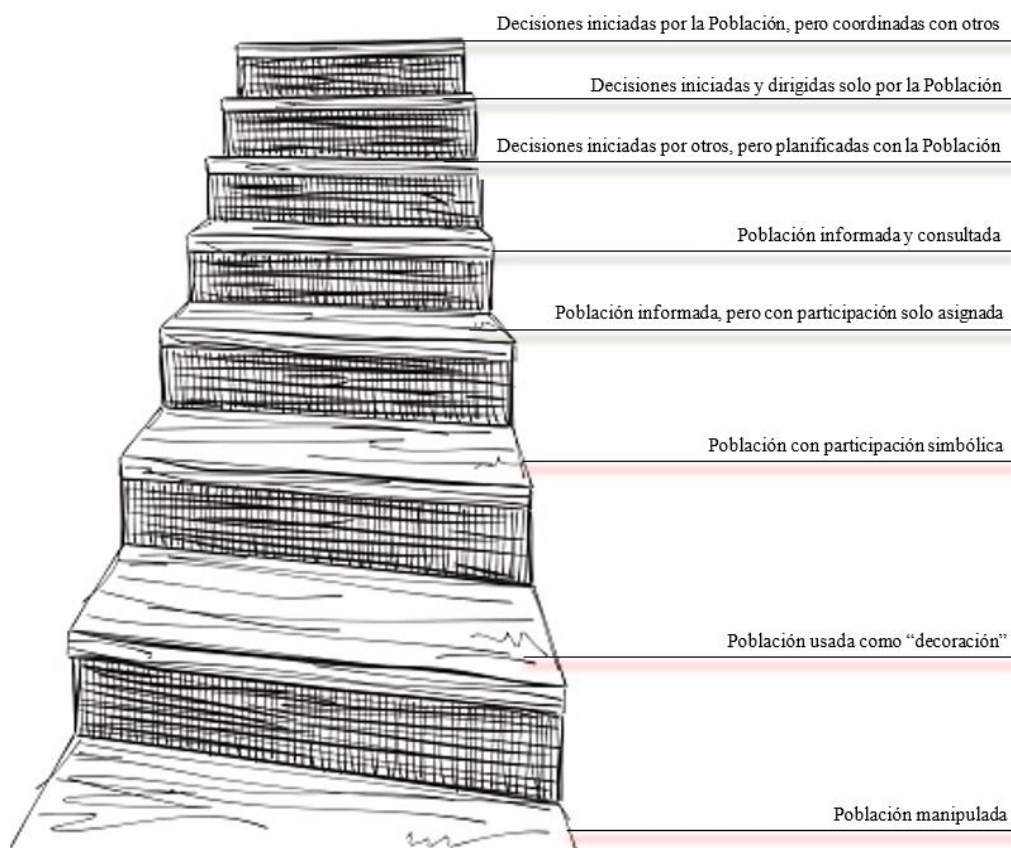 Decisiones iniciadas por la Población, pero coordinadas con otros
Decisiones iniciadas y dirigidas solo por la Población
Decisiones iniciadas por otros, pero planificadas con la Población
Población informada y consultada
Población informada, pero con participación solo asignada
Población con participación simbólica
Población usada como “decoración”
Población manipulada